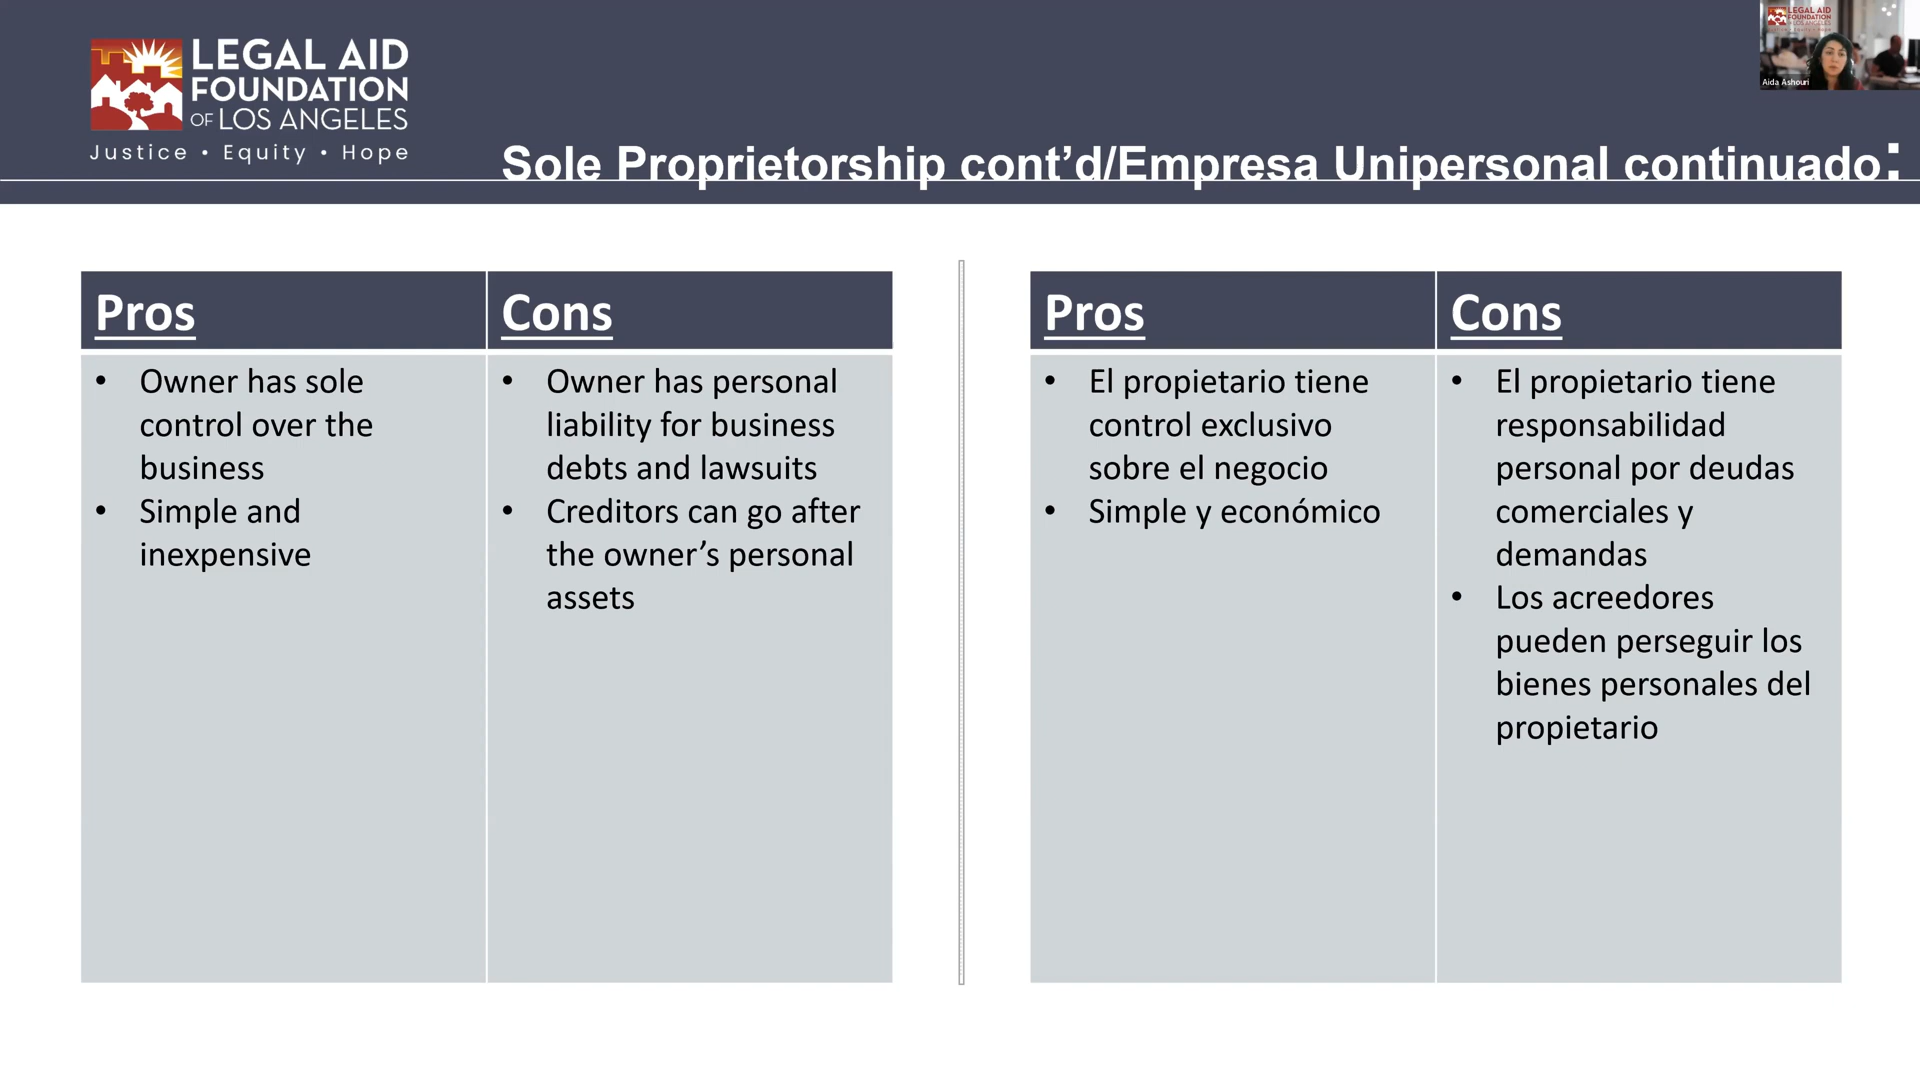 LEGAL AID
FOUNDATION
OF LOS ANGELES
Justice • Equity • Hope
Sole Proprietorship cont’d/Empresa Unipersonal continuado:
LEGAL AID
FOUNDATION
Aida Ashouri
Pros
Cons
• Owner has sole
control over the
business
• Simple and
inexpensive
• Owner has personal
liability for business
debts and lawsuits
• Creditors can go after
the owner’s personal
assets
Pros
Cons
• El propietario tiene
control exclusivo
sobre el negocio
• Simple y económico
• El propietario tiene
responsabilidad
personal por deudas
comerciales y
demandas
• Los acreedores
pueden perseguir los
bienes personales del
propietario